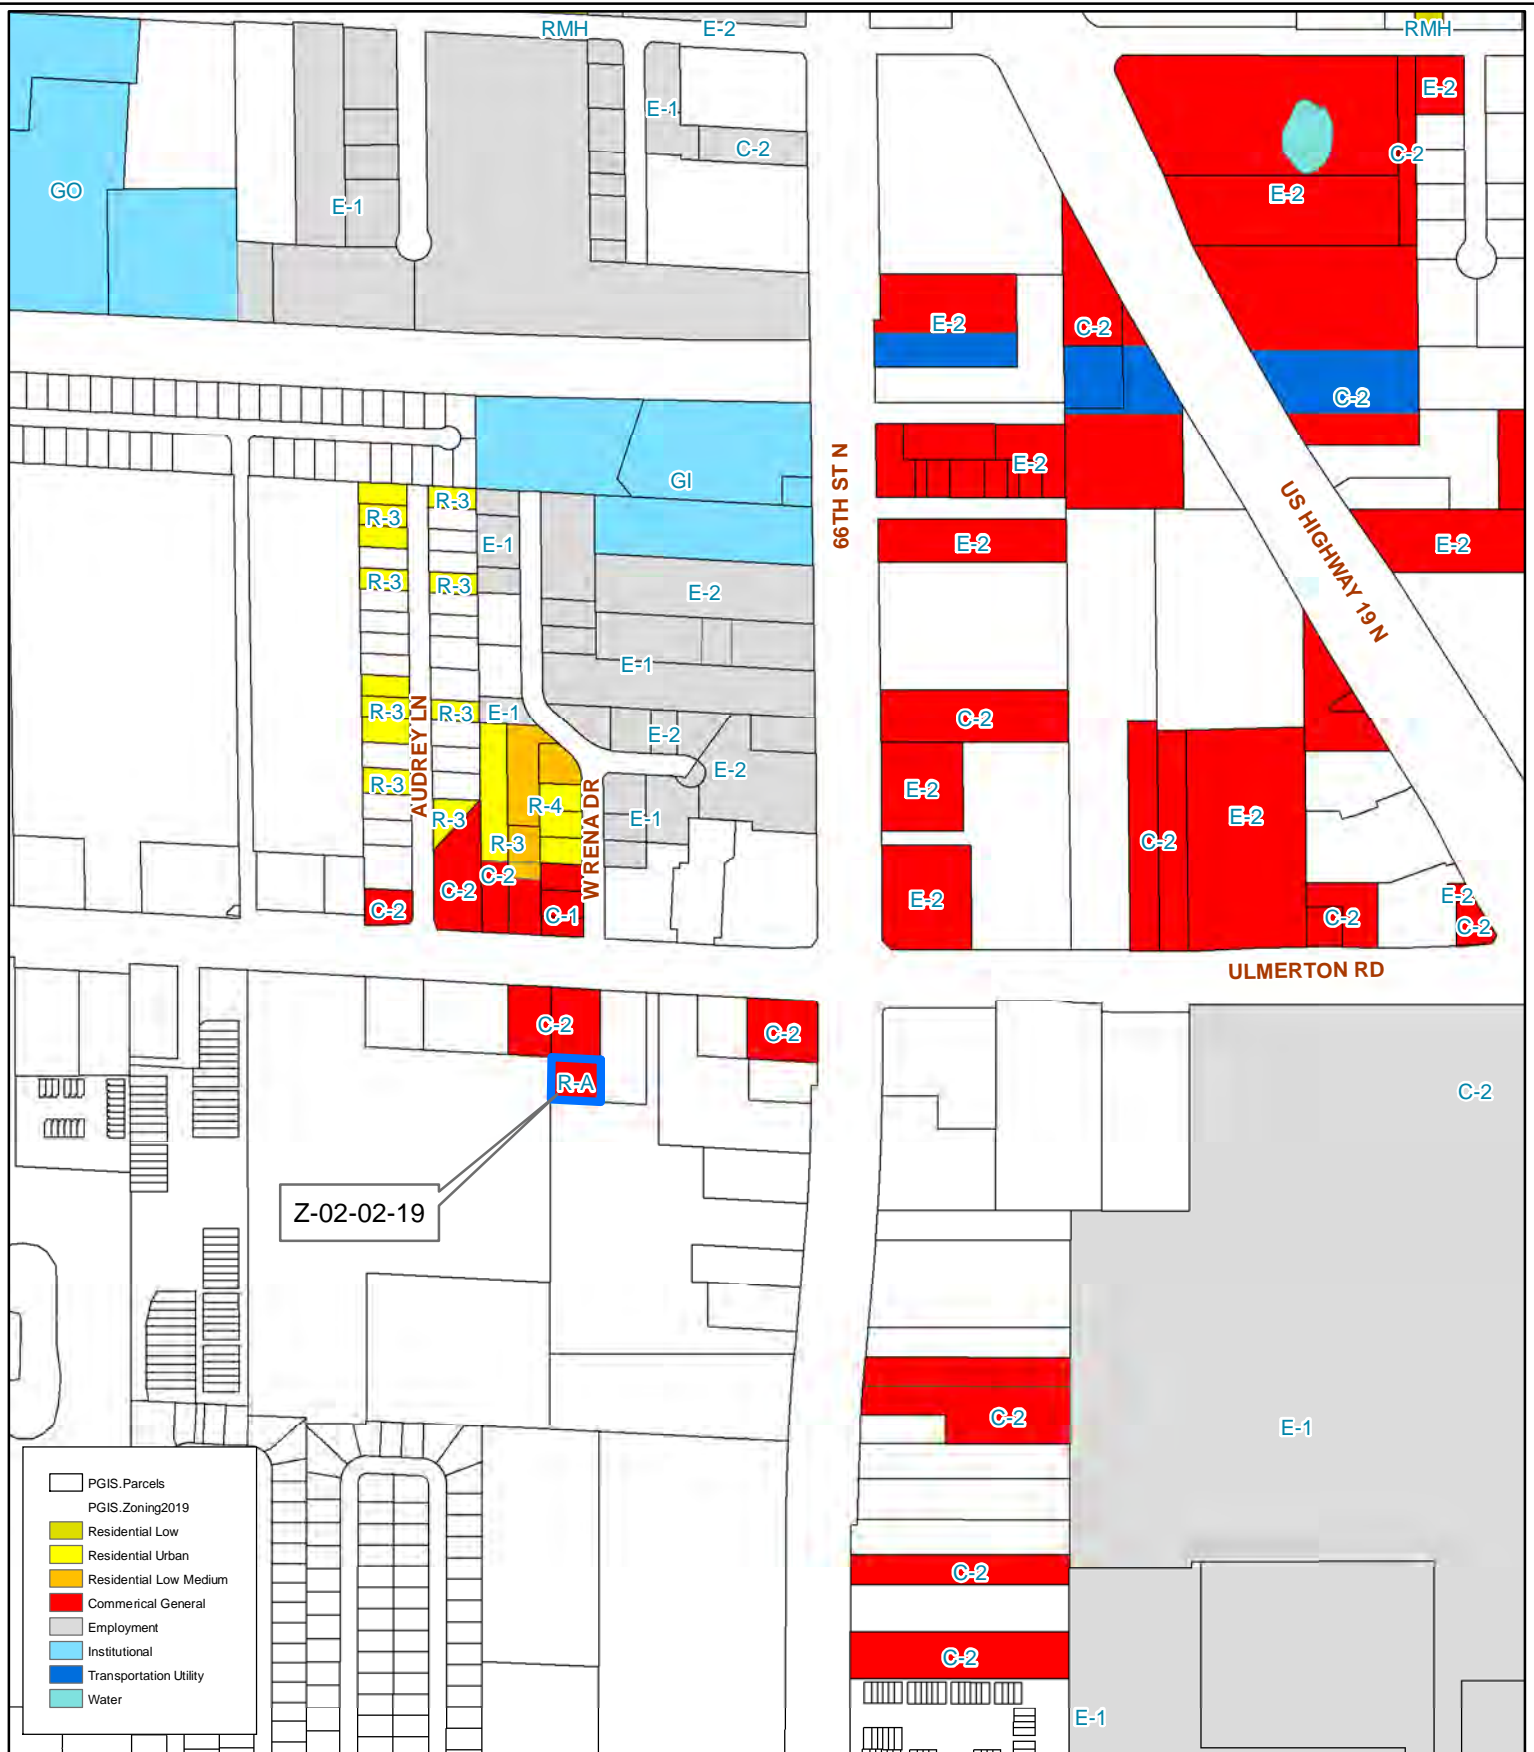 RMH
E-2
RMH
E-2
E-1
C-2
C-2
GO
E-1
E-2
E-2
C-2
C-2
66TH ST N
E-2
GI
US HIGHWAY 19 N
R-3
R-3
E-1
E-2
E-2
R-3
R-3
E-2
E-1
AUDREY LN
R-3
R-3
E-1
C-2
E-2
E-2
R-3
E-2
R-4
W RENA DR
E-1
E-2
R-3
R-3
C-2
C-2
C-2
C-2
C-1
E-2
E-2
C-2
C-2
ULMERTON RD
C-2
C-2
R-A
C-2
Z-02-02-19
C-2
E-1
C-2
C-2
E-1
PGIS.Parcels
PGIS.Zoning2019
Residential Low
Residential Urban
Residential Low Medium
Commerical General
Employment
Institutional
Transportation Utility
Water